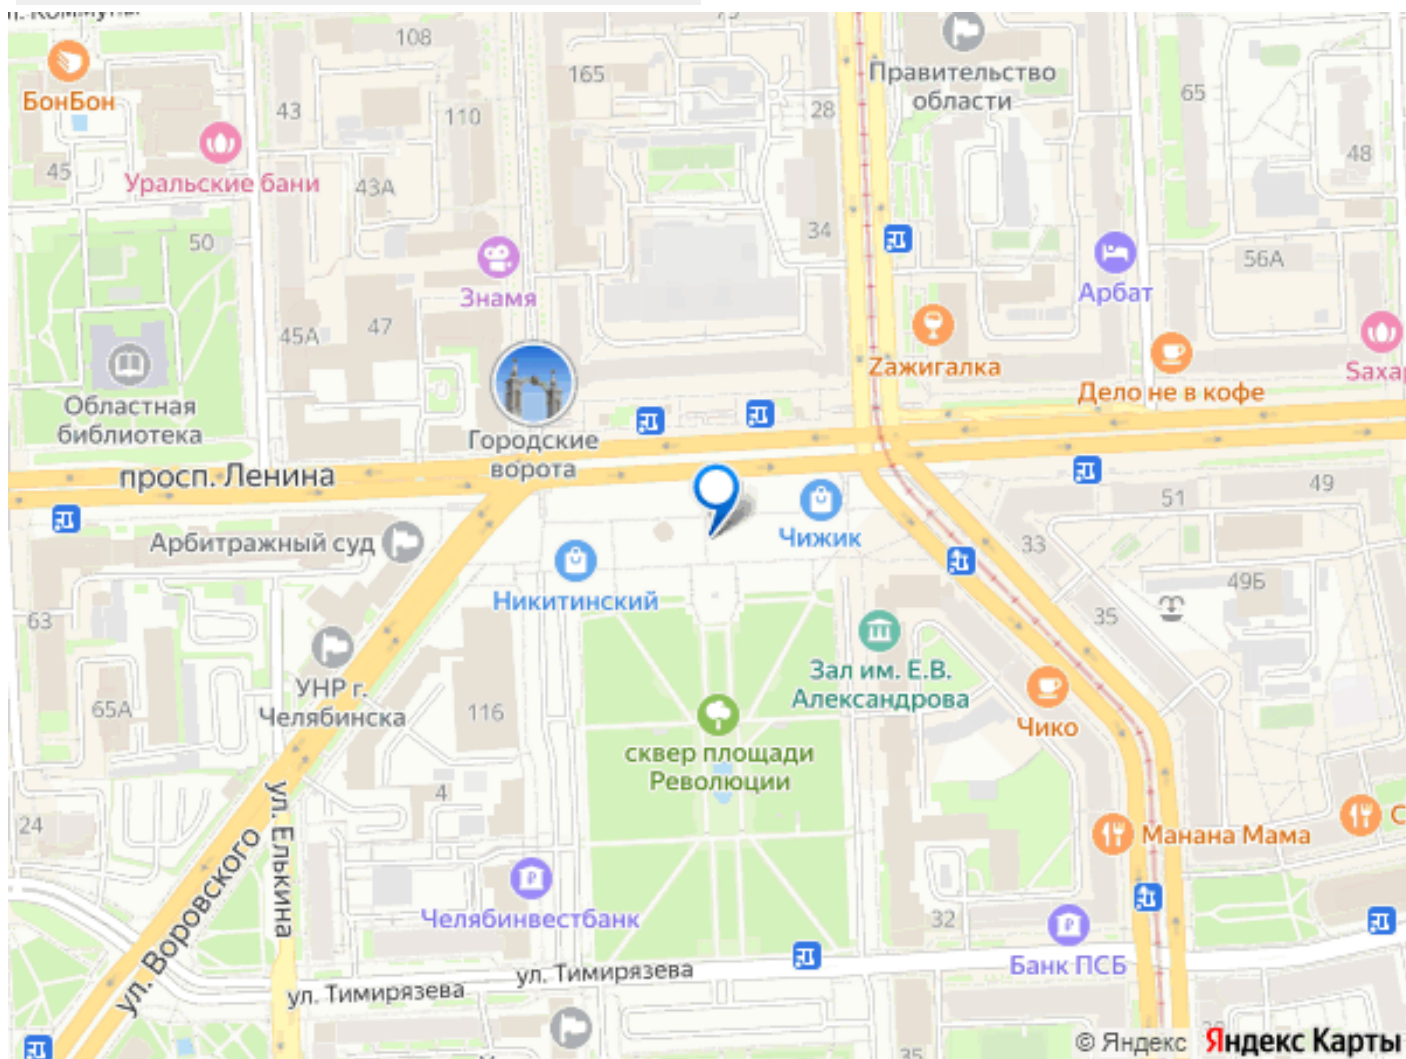 108
165
28
Правительство
области
65
БонБон
43
110
48
45
Уральские бани
43А
50
34
56А
Знамя
Арбат
47
45А
Zажигалка
Дело не в кофе
Областная
библиотека
Городские
ворота
просп. Ленина
51
49
Арбитражный суд
Чижик
33
Никитинский
49Б
63
35
Зал им. Е.В.
Александрова
УНР г.
Челябинска
65А
116
Чико
сквер площади
Революции
4
24
ул. Елькина
Манана Мама
ул. Воровского
Челябинвестбанк
32
Банк ПСБ
ул. Тимирязева
ул. Тимирязева
35
© Яндекс Яндекс Карты